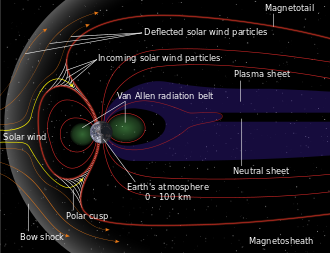 Magnetotail
Deflected solar wind particles
Incoming solar wind particles
Plasma sheet
Van Allen radiation belt
Solar wind
Neutral sheet
Earth's atmosphere
0 - 100 km
Polar cusp
Bow shock
Magnetosheath